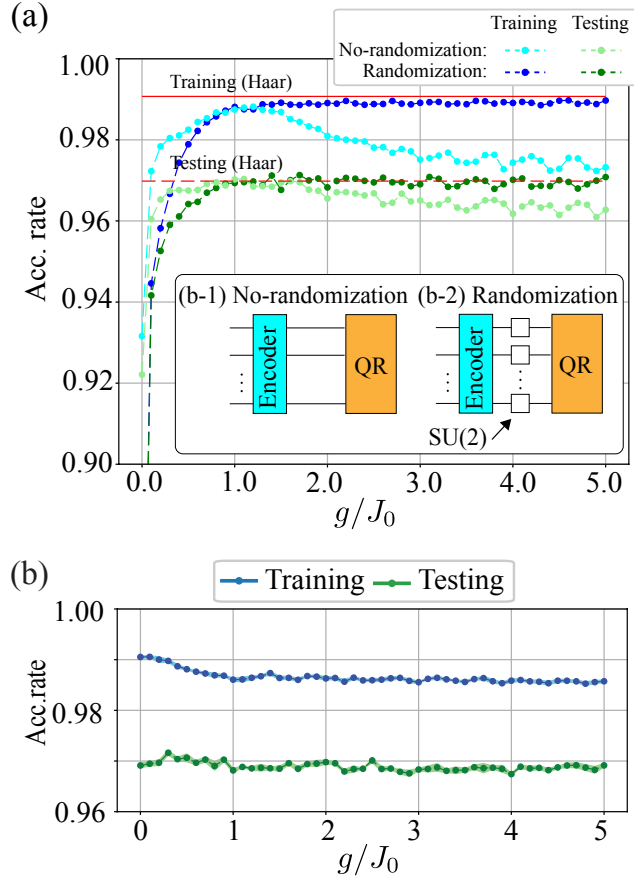 (a)
Training Testing
No-randomization:
Randomization:
1.00
Training (Haar)
0.98
Testing (Haar)
0.96
Acc. rate
0.94
(b-1) No-randomization (b-2) Randomization
Encoder QR Encoder QR
0.92
SU(2)
0.90
0.0 1.0 2.0 3.0 4.0 5.0
g/J₀
(b)
Training Testing
1.00
Acc.rate
0.98
0.96
0 1 2 3 4 5
g/J₀